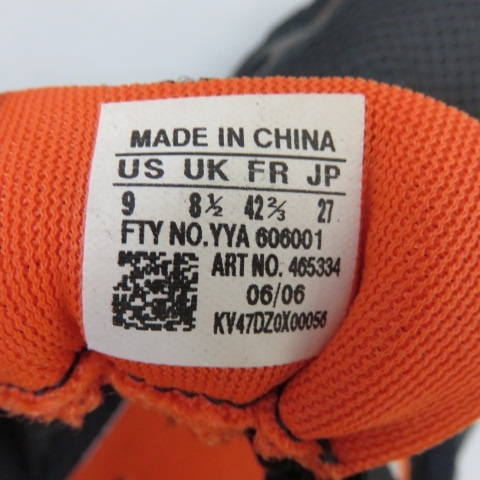 MADE IN CHINA
US UK FR JP
9 8½ 42⅔ 27
FTY NO.YYA 606001
ART NO. 465334
06/06
KV47DZ0X00056